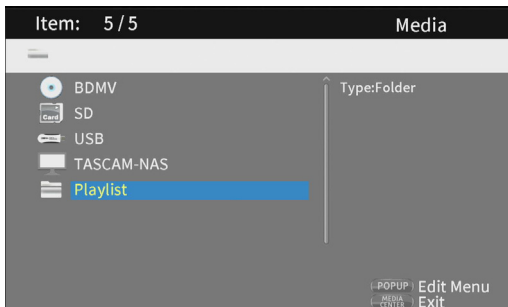 Item: 5/5 Media
BDMV
Type:Folder
Card SD
USB
TASCAM-NAS
Playlist
POPUP Edit Menu
MEDIA CENTER Exit